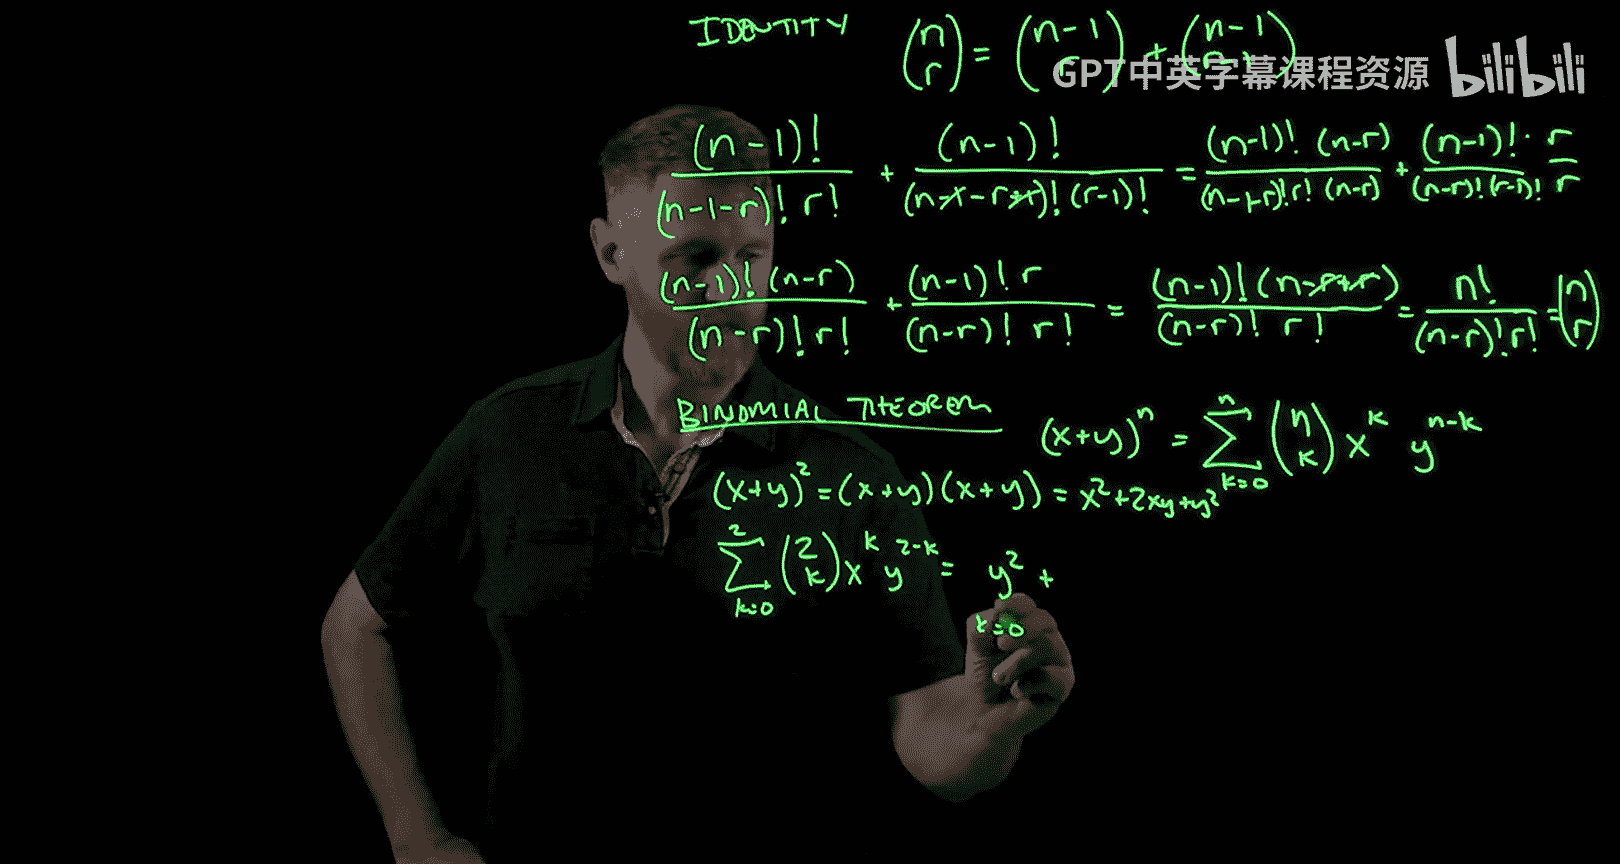 IDENTITY (n r) = (n-1 r) + (n-1 r-1)
GPT中英字幕课程资源 bilibili
(n-1)!/((n-1-r)! r!) + (n-1)!/((n-1-r+1)! (r-1)!) = (n-1)! (n-r)/((n-1-r)! r! (n-r)) + (n-1)! · r/((n-r)! (r-1)! r)
(n-1)! (n-r)/((n-r)! r!) + (n-1)! r/((n-r)! r!) = (n-1)! (n-r+r)/((n-r)! r!) = n!/((n-r)! r!) = (n r)
BINOMIAL THEOREM (x+y)^n = ∑_{k=0}^{n} (n k) x^k y^{n-k}
(x+y)^2 = (x+y)(x+y) = x^2+2xy+y^2
∑_{k=0}^{2} (2 k) x^k y^{2-k} = y^2 +
k=0